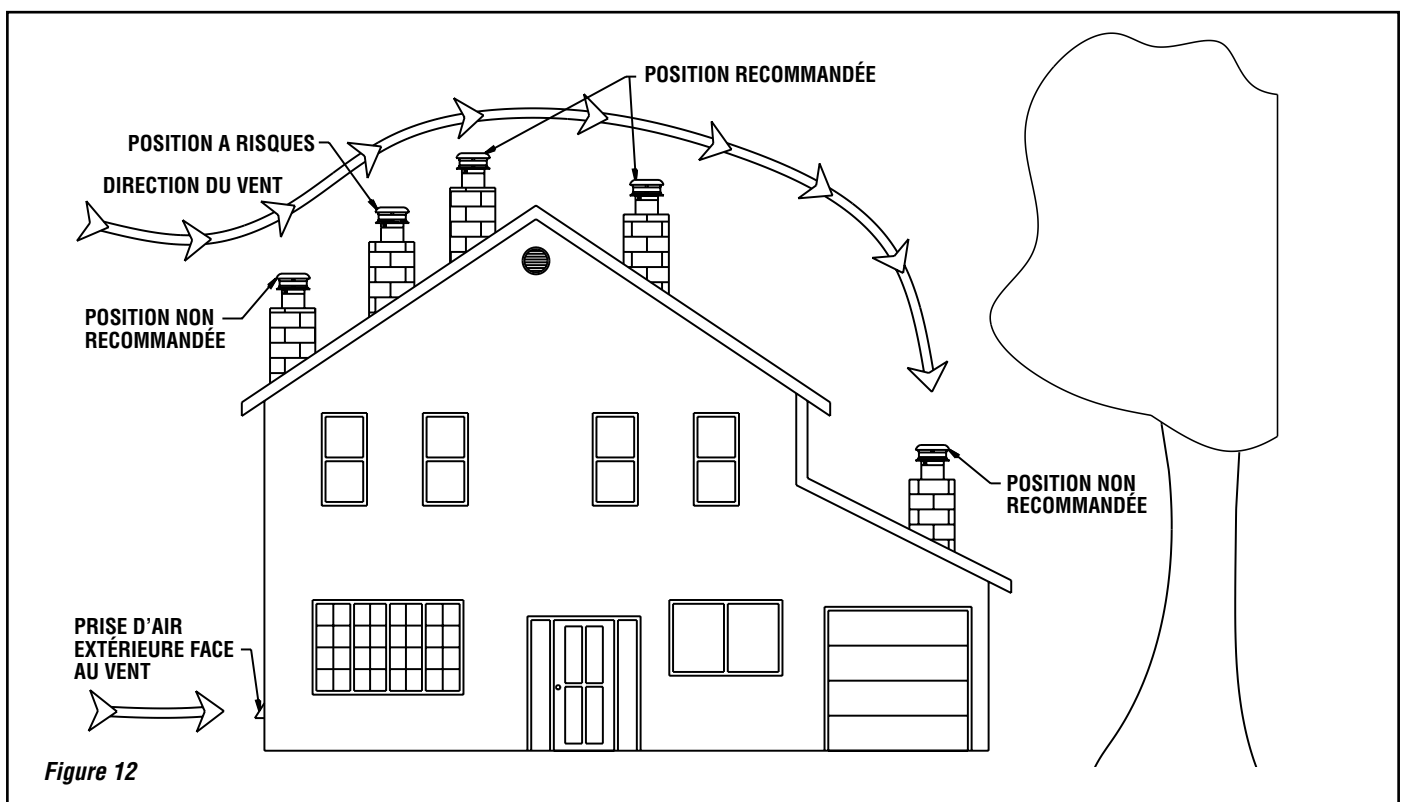 POSITION RECOMMANDÉE
POSITION A RISQUES
DIRECTION DU VENT
POSITION NON
RECOMMANDÉE
POSITION NON
RECOMMANDÉE
PRISE D'AIR
EXTÉRIEURE FACE
AU VENT
Figure 12